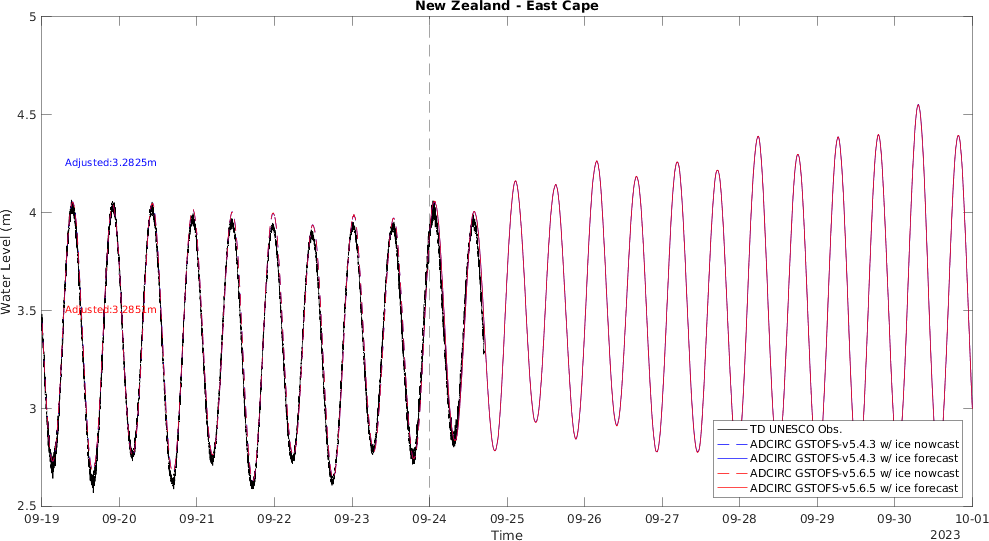 New Zealand - East Cape
5
4.5
4
3.5
3
2.5
Water Level (m)
Adjusted:3.2825m
Adjusted:3.2851m
TD UNESCO Obs.
ADCIRC GSTOFS-v5.4.3 w/ ice nowcast
ADCIRC GSTOFS-v5.4.3 w/ ice forecast
ADCIRC GSTOFS-v5.6.5 w/ ice nowcast
ADCIRC GSTOFS-v5.6.5 w/ ice forecast
09-19 09-20 09-21 09-22 09-23 09-24 09-25 09-26 09-27 09-28 09-29 09-30 10-01
Time
2023